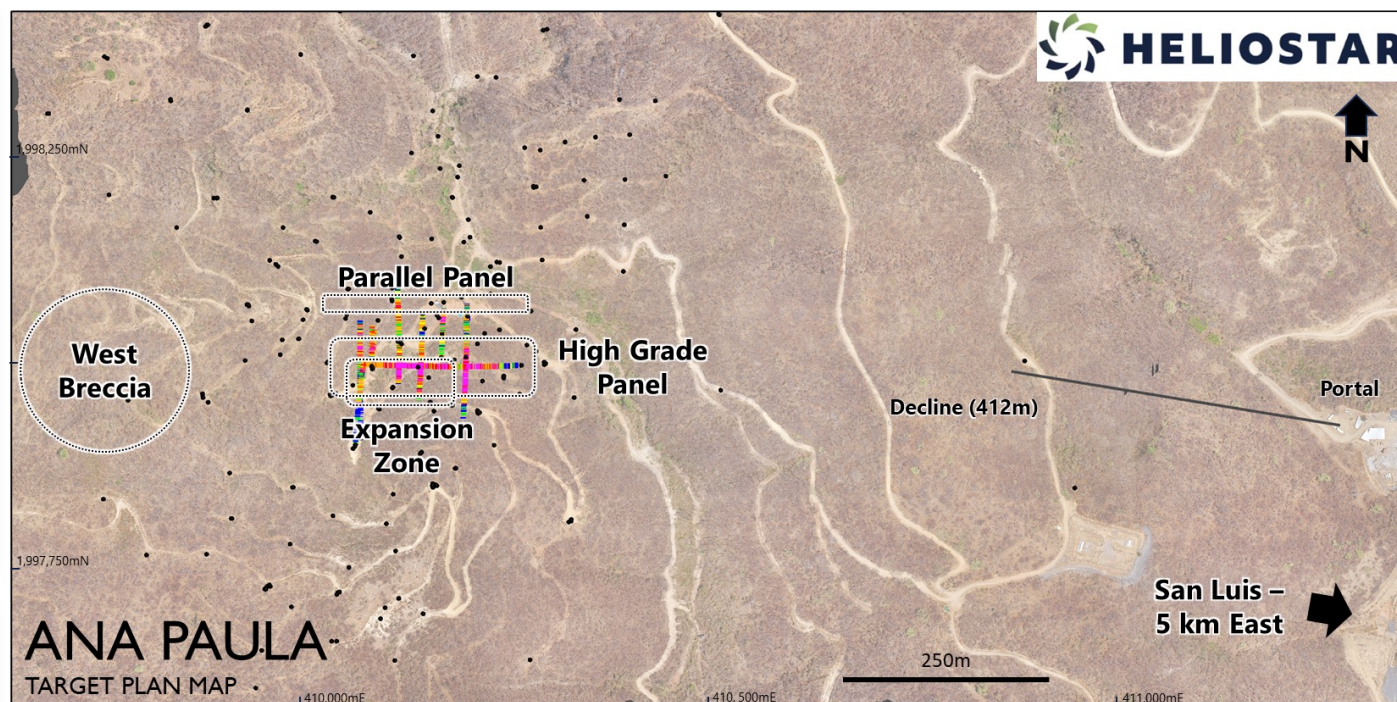 HELIOSTAR
N
1,998,250mN
Parallel Panel
West
Breccia
High Grade
Panel
Expansion
Zone
Decline (412m)
Portal
1,997,750mN
San Luis –
5 km East
ANA PAULA
TARGET PLAN MAP
250m
410,000mE
410,500mE
411,000mE